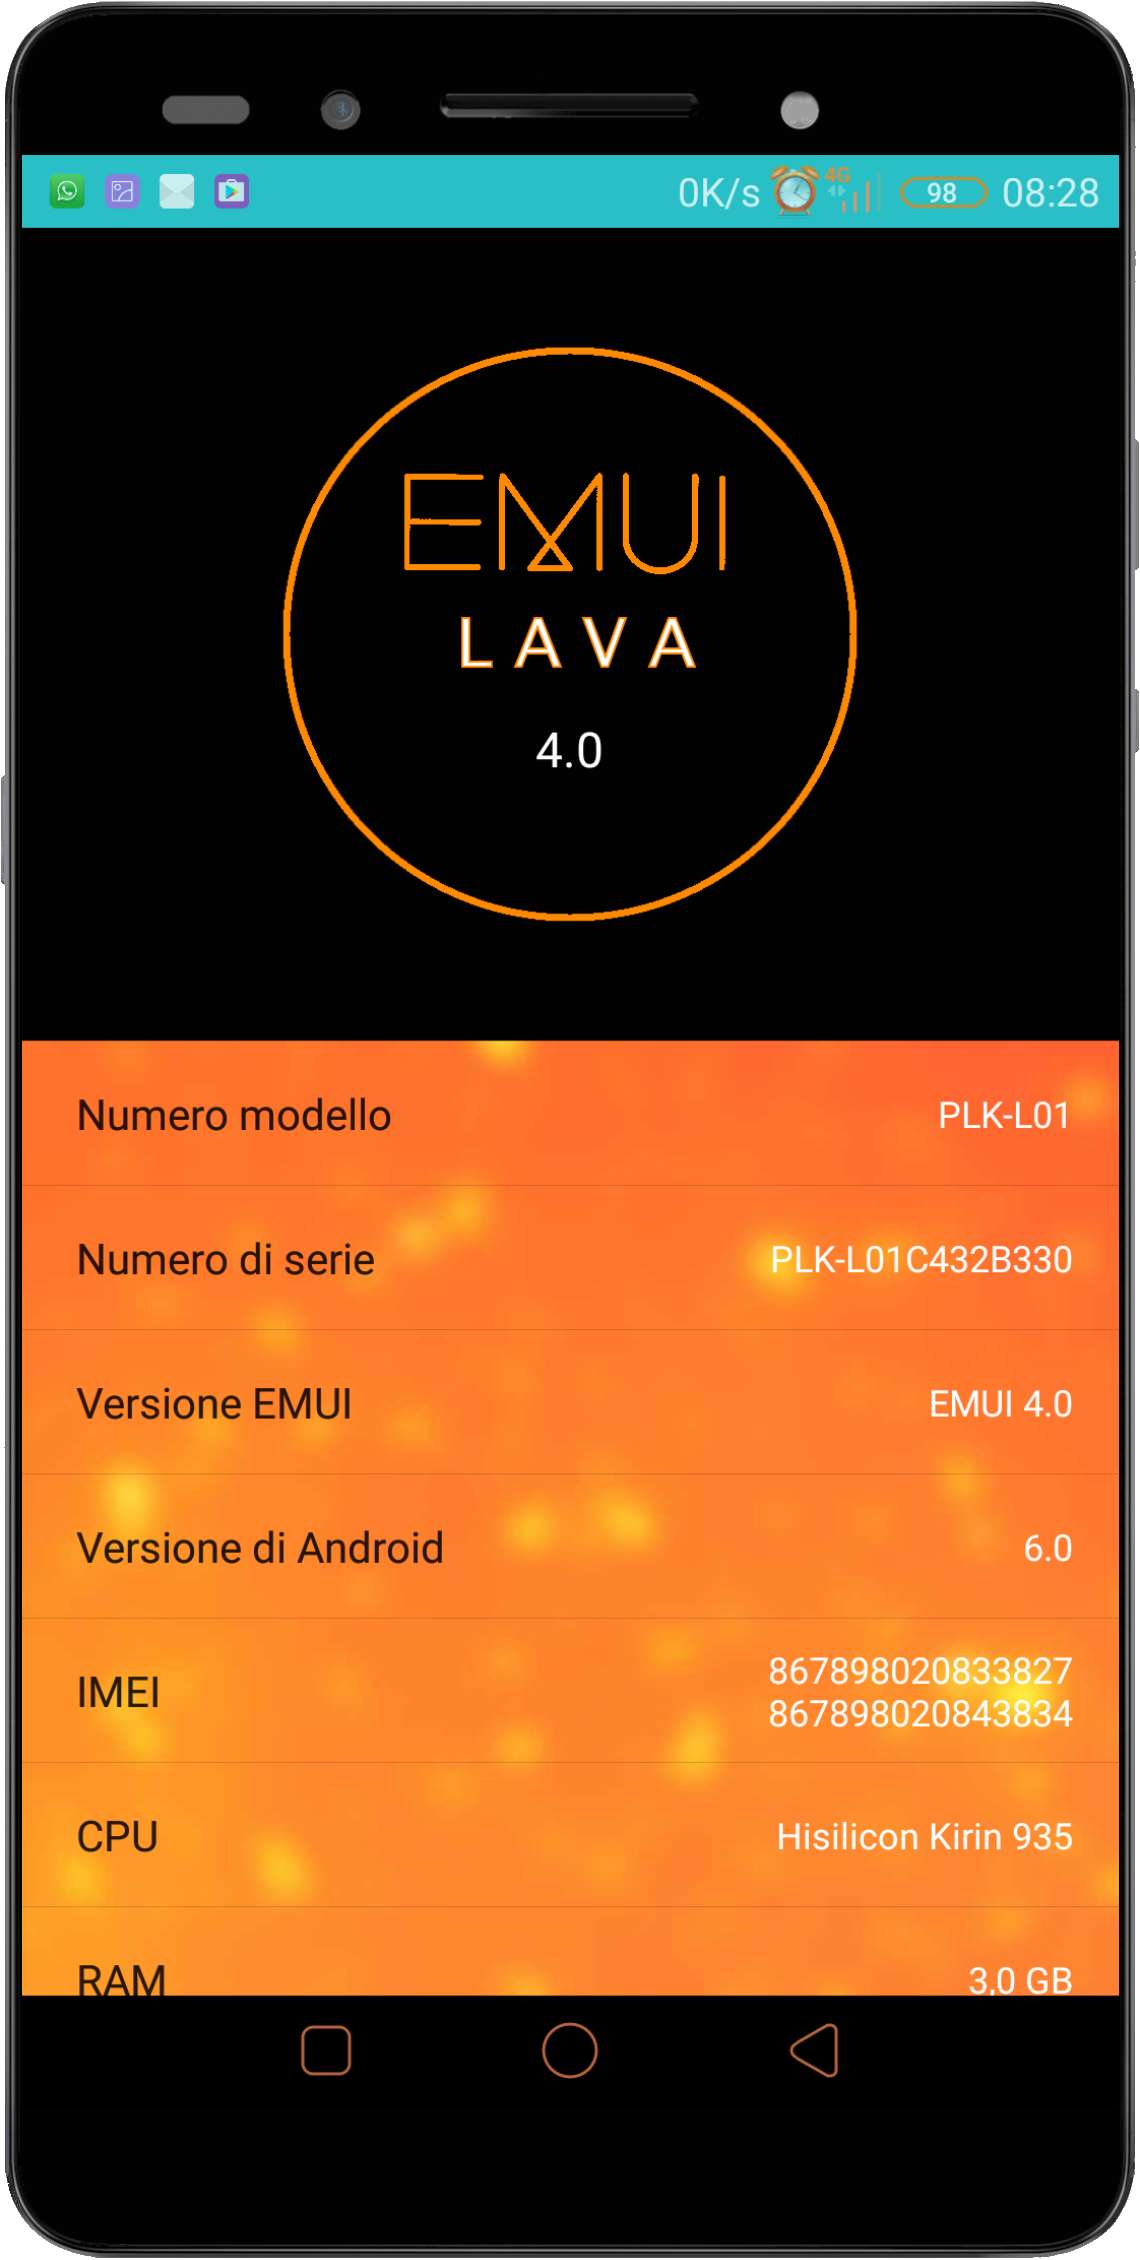 0K/s 4G 98 08:28
EMUI
LAVA
4.0
Numero modello PLK-L01
Numero di serie PLK-L01C432B330
Versione EMUI EMUI 4.0
Versione di Android 6.0
IMEI 867898020833827
867898020843834
CPU Hisilicon Kirin 935
RAM 3,0 GB